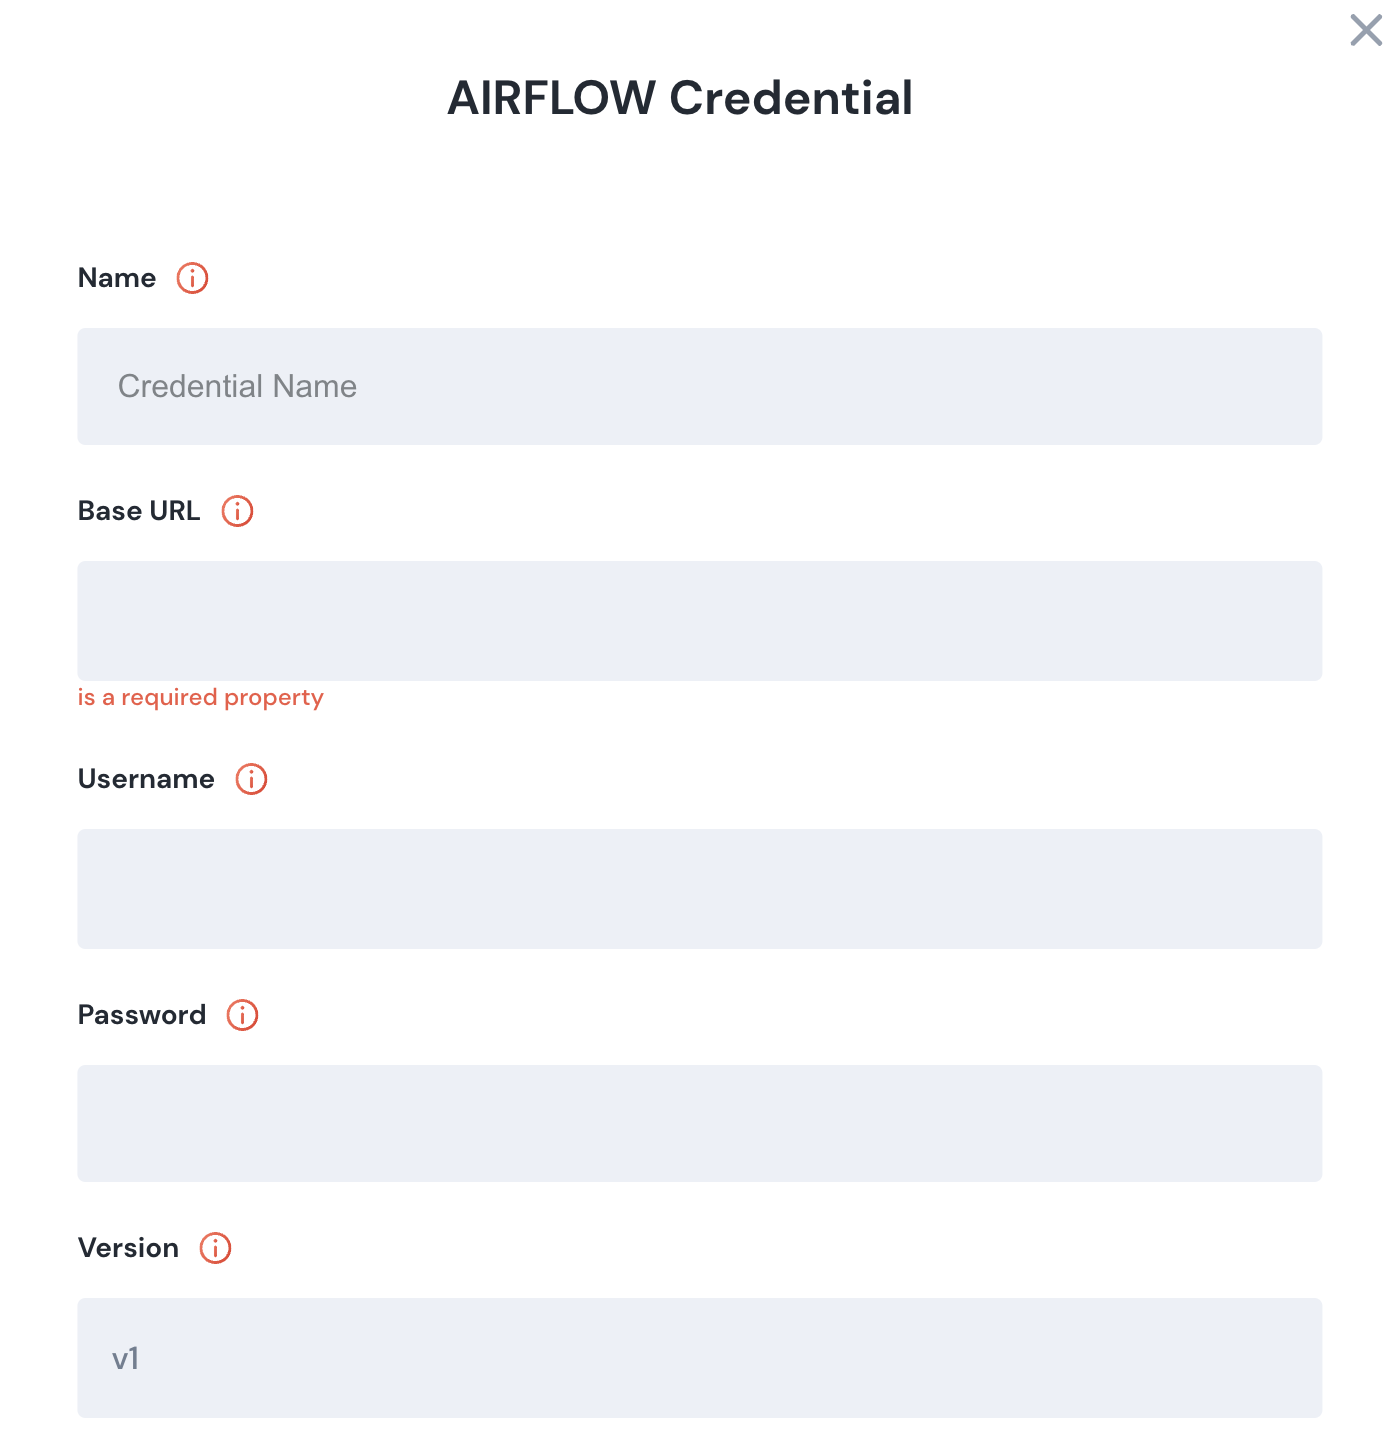 AIRFLOW Credential
Name
Credential Name
Base URL
is a required property
Username
Password
Version
v1